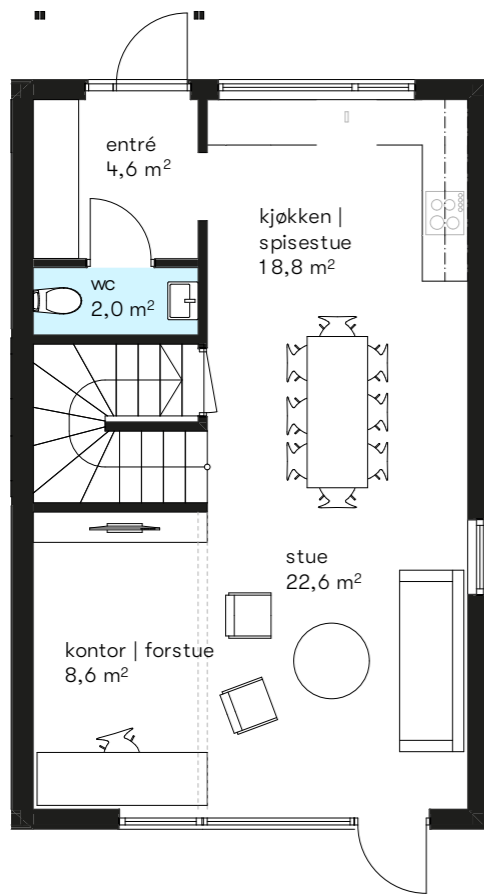 entré
4,6 m²
kjøkken |
spisestue
18,8 m²
wc
2,0 m²
stue
22,6 m²
kontor | forstue
8,6 m²